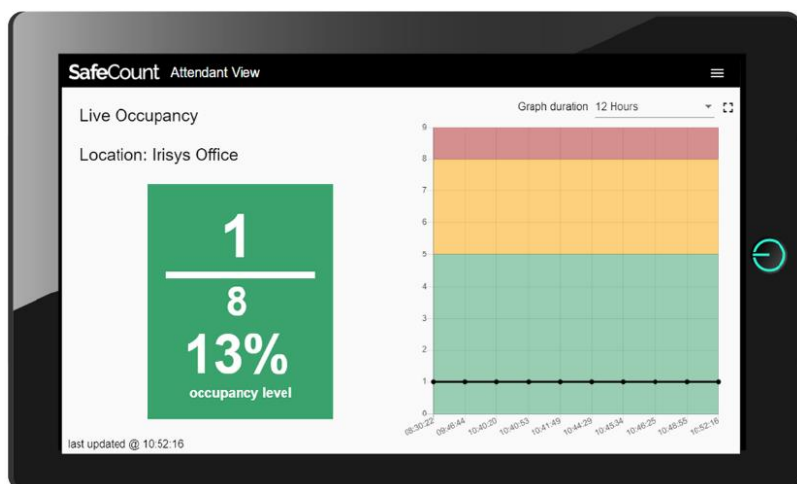 SafeCount Attendant View
Live Occupancy
Location: Irisys Office
1
8
13%
occupancy level
last updated @ 10:52:16
Graph duration 12 Hours
9
8
7
6
5
4
3
2
1
0
08:30:22 09:46:44 10:40:20 10:40:53 10:41:49 10:44:29 10:45:34 10:46:25 10:48:55 10:52:16